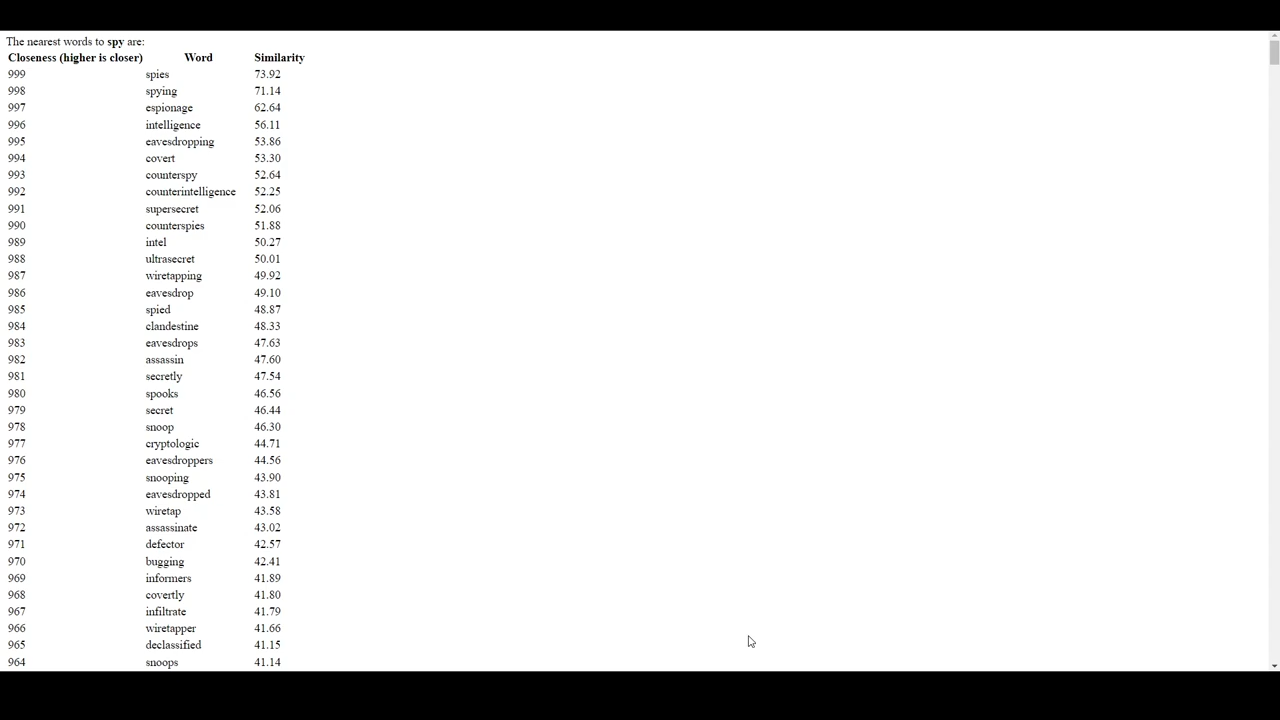 The nearest words to spy are:
Closeness (higher is closer) Word Similarity
999 spies 73.92
998 spying 71.14
997 espionage 62.64
996 intelligence 56.11
995 eavesdropping 53.86
994 covert 53.30
993 counterspy 52.64
992 counterintelligence 52.25
991 supersecret 52.06
990 counterspies 51.88
989 intel 50.27
988 ultrasecret 50.01
987 wiretapping 49.92
986 eavesdrop 49.10
985 spied 48.87
984 clandestine 48.33
983 eavesdrops 47.63
982 assassin 47.60
981 secretly 47.54
980 spooks 46.56
979 secret 46.44
978 snoop 46.30
977 cryptologic 44.71
976 eavesdroppers 44.56
975 snooping 43.90
974 eavesdropped 43.81
973 wiretap 43.58
972 assassinate 43.02
971 defector 42.57
970 bugging 42.41
969 informers 41.89
968 covertly 41.80
967 infiltrate 41.79
966 wiretapper 41.66
965 declassified 41.15
964 snoops 41.14